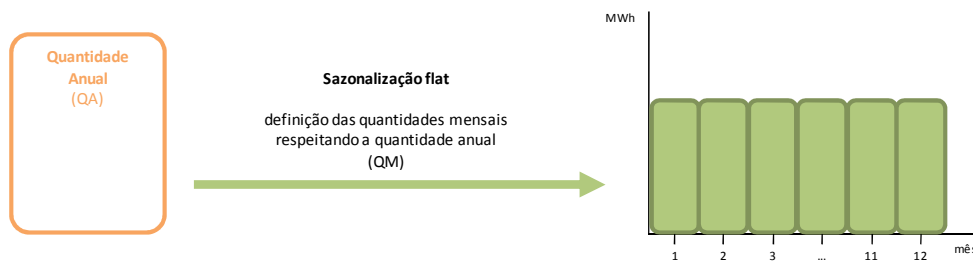 Quantidade
Anual
(QA)
Sazonalização flat
definição das quantidades mensais
respeitando a quantidade anual
(QM)
MWh
1 2 3 ... 11 12 mês